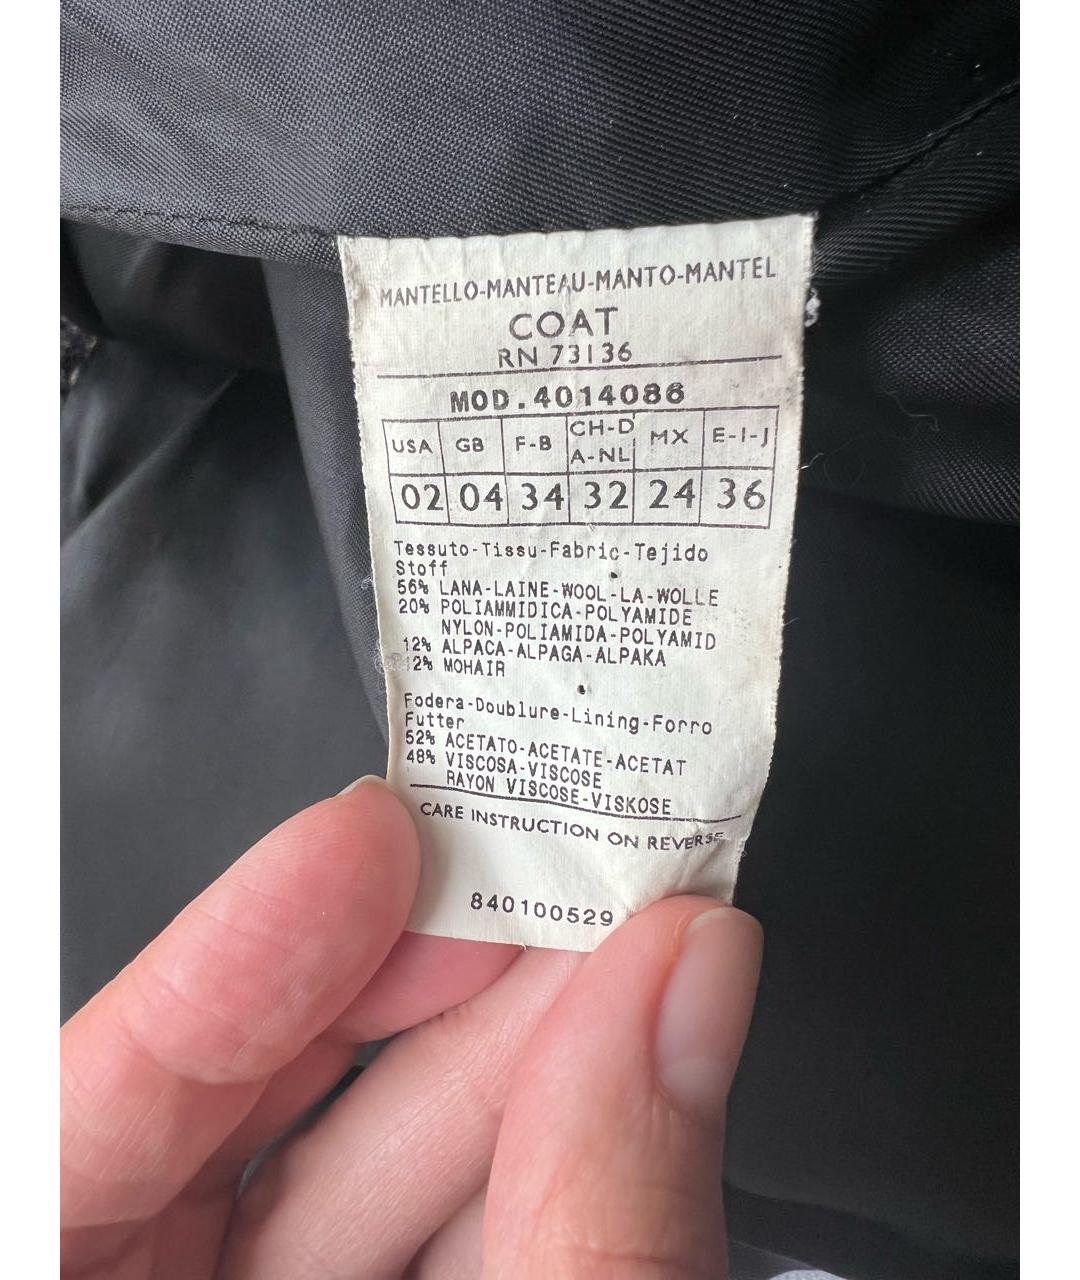 MANTELLO-MANTEAU-MANTO-MANTEL
COAT
RN 73136
MOD.4014086
USA GB F-B CH-D A-NL MX E-I-J
02 04 34 32 24 36
Tessuto-Tissu-Fabric-Tejido
Stoff
56% LANA-LAINE-WOOL-LA-WOLLE
20% POLIAMMIDICA-POLYAMIDE
NYLON-POLIAMIDA-POLYAMID
12% ALPACA-ALPAGA-ALPAKA
12% MOHAIR
Fodera-Doublure-Lining-Forro
Futter
52% ACETATO-ACETATE-ACETAT
48% VISCOSA-VISCOSE
RAYON VISCOSE-VISKOSE
CARE INSTRUCTION ON REVERSE
840100529